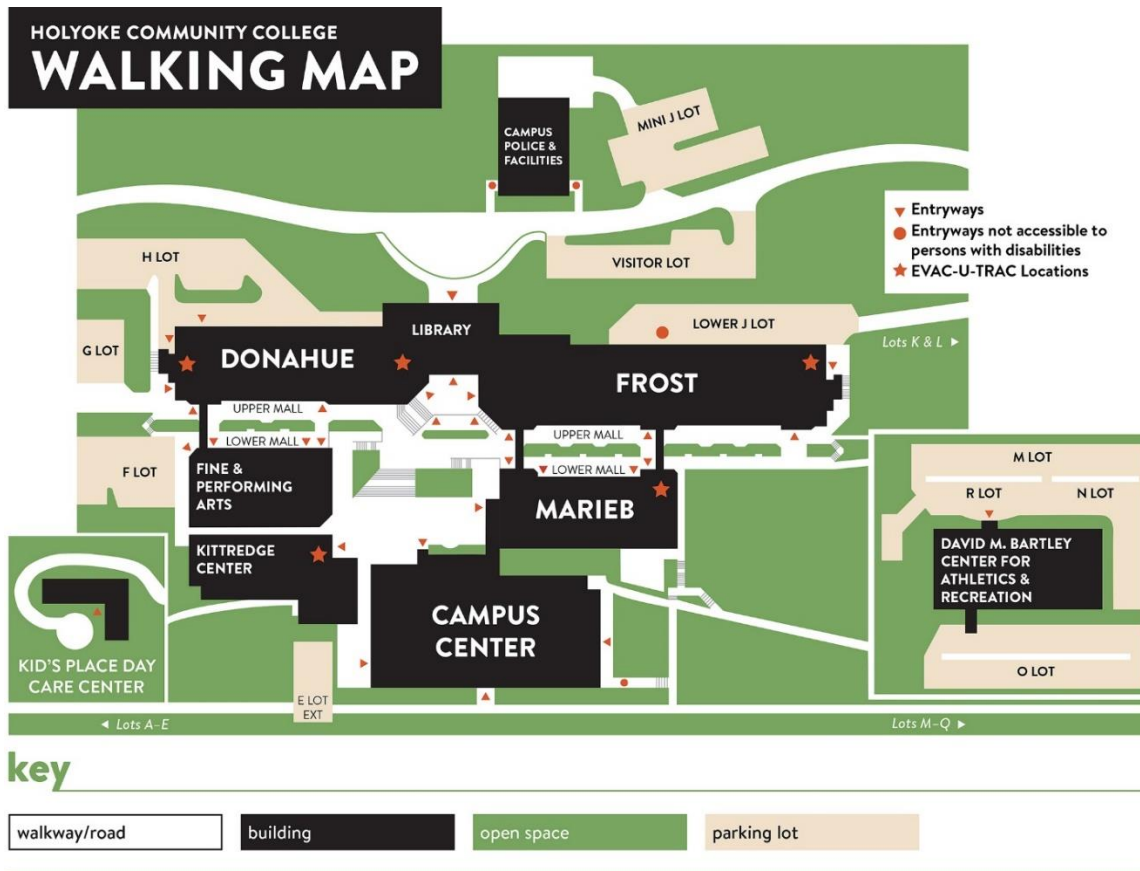 HOLYOKE COMMUNITY COLLEGE
WALKING MAP
CAMPUS
POLICE &
FACILITIES
MINI J LOT
Entryways
Entryways not accessible to
persons with disabilities
EVAC-U-TRAC Locations
H LOT
VISITOR LOT
LIBRARY
LOWER J LOT
G LOT
DONAHUE
FROST
Lots K & L ►
UPPER MALL
LOWER MALL
UPPER MALL
LOWER MALL
F LOT
FINE &
PERFORMING
ARTS
MARIEB
M LOT
R LOT
N LOT
KITTREDGE
CENTER
DAVID M. BARTLEY
CENTER FOR
ATHLETICS &
RECREATION
CAMPUS
CENTER
KID'S PLACE DAY
CARE CENTER
O LOT
E LOT
EXT
◄ Lots A–E
Lots M–Q ►
key
walkway/road
building
open space
parking lot